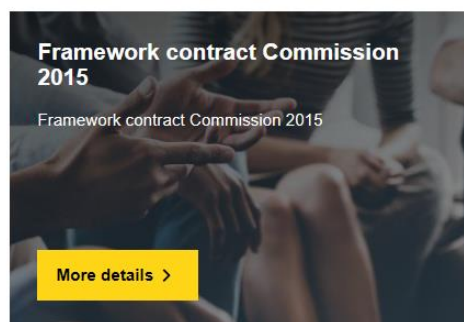 Framework contract Commission
2015
Framework contract Commission 2015
More details >